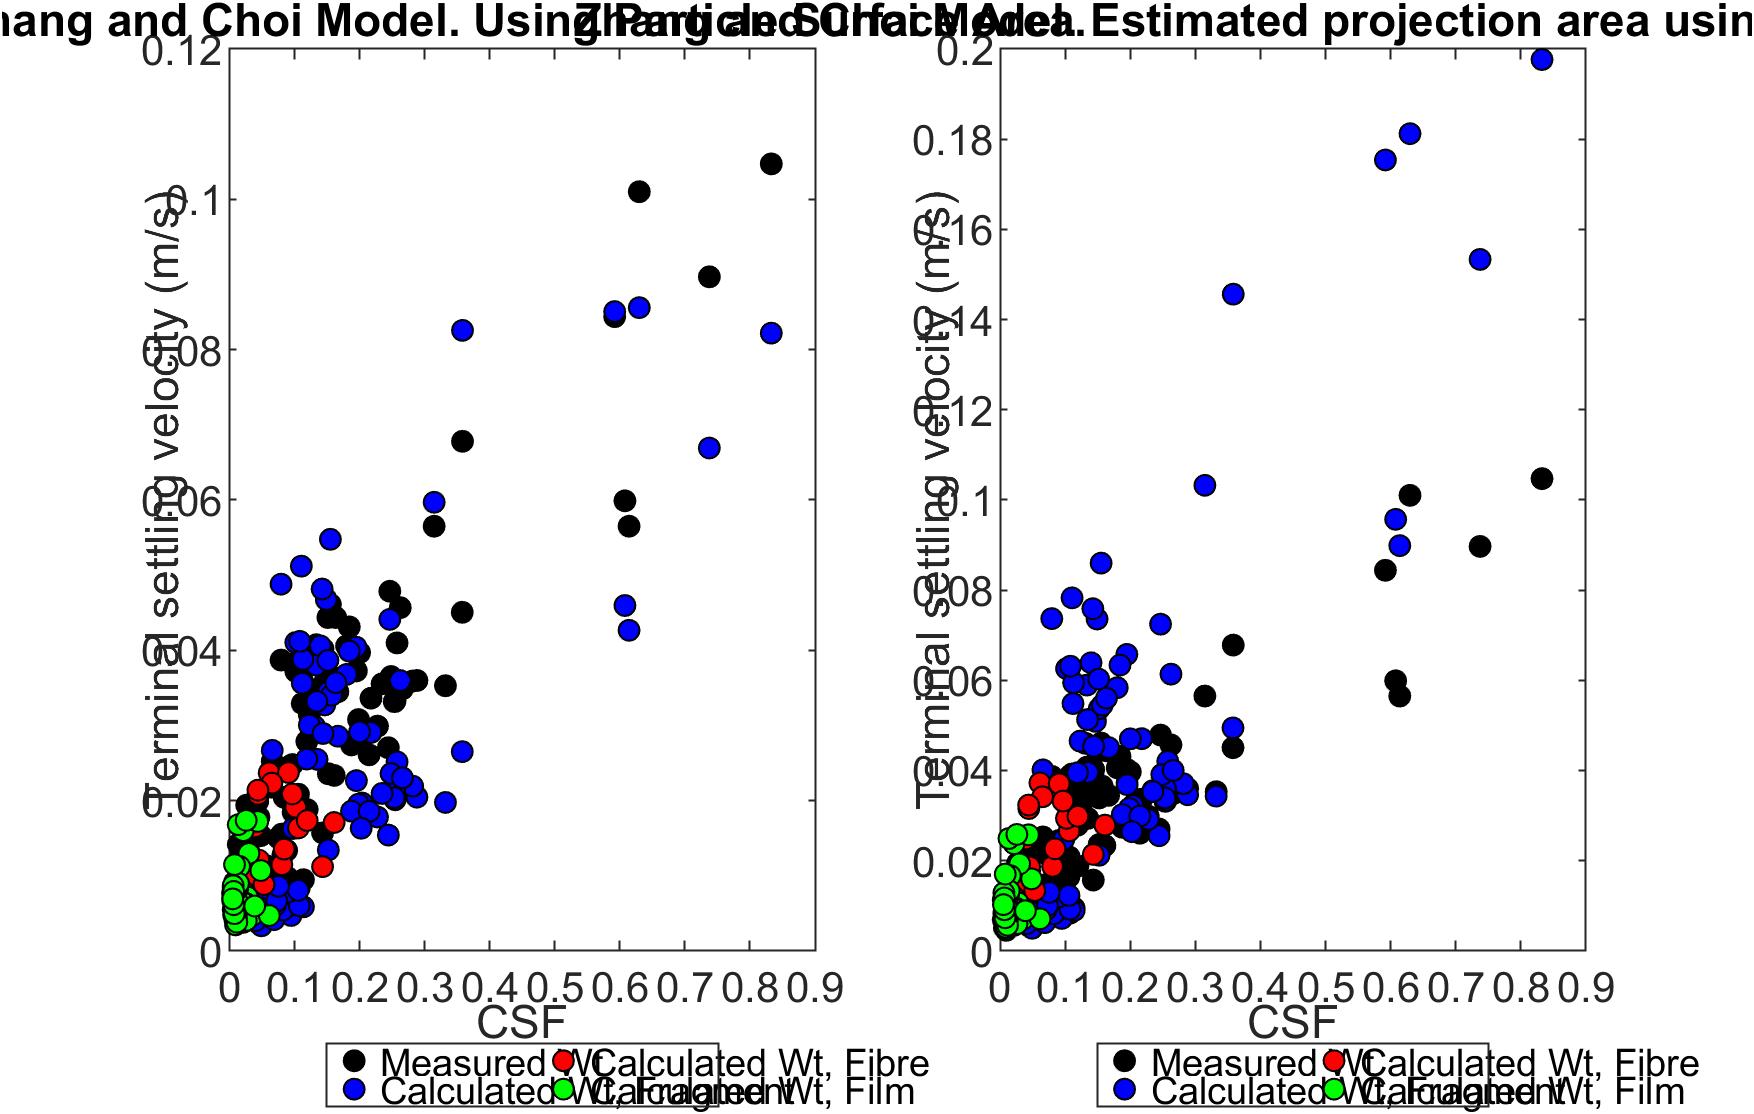 hang and Choi Model. Using Particle Surface Area.
Zhang and Choi Model. Estimated projection area usin
0.12
0.1
0.08
0.06
0.04
0.02
0
Terminal settling velocity (m/s)
0 0.1 0.2 0.3 0.4 0.5 0.6 0.7 0.8 0.9
CSF
Measured Wt
Calculated Wt, Fibre
Calculated Wt, Fragment
Calculated Wt, Film
0.2
0.18
0.16
0.14
0.12
0.1
0.08
0.06
0.04
0.02
0
Terminal settling velocity (m/s)
0 0.1 0.2 0.3 0.4 0.5 0.6 0.7 0.8 0.9
CSF
Measured Wt
Calculated Wt, Fibre
Calculated Wt, Fragment
Calculated Wt, Film